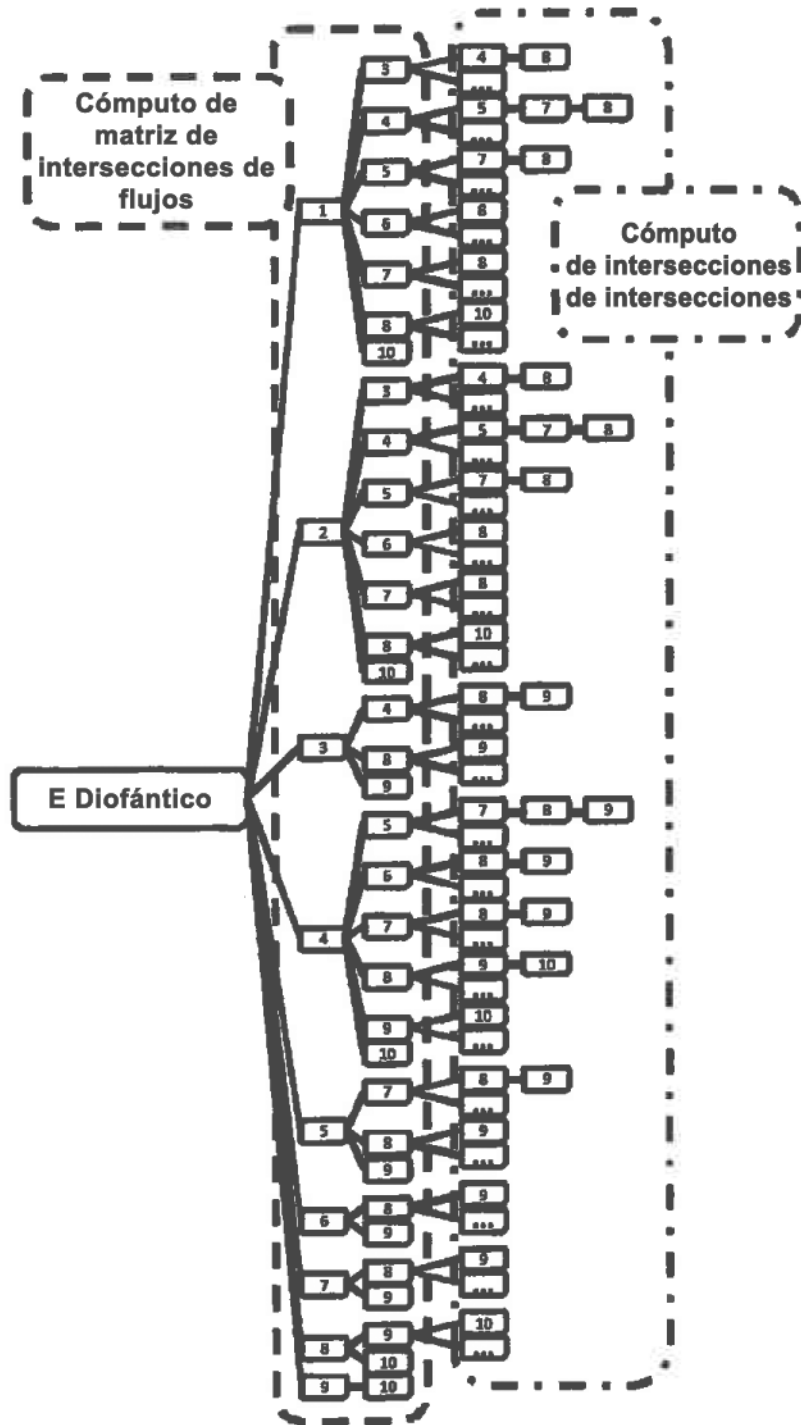 3 4 8
...
Cómputo de
matriz de
intersecciones de
flujos
4 5 7 8
...
5 7 8
...
1 6 8
...
Cómputo
de intersecciones
de intersecciones
7 8
...
8 10
10 ...
3 4 8
...
4 5 7 8
...
5 7 8
...
2 6 8
...
7 8
...
8 10
10 ...
4 8 9
...
3 8 9
9 ...
E Diofántico
5 7 8 9
...
6 8 9
...
7 8 9
4 ...
8 9 10
...
9 10
10 ...
7 8 9
...
5 8 9
9 ...
6 8 9
9 ...
7 8 9
9 ...
8 9 10
10 ...
9 10